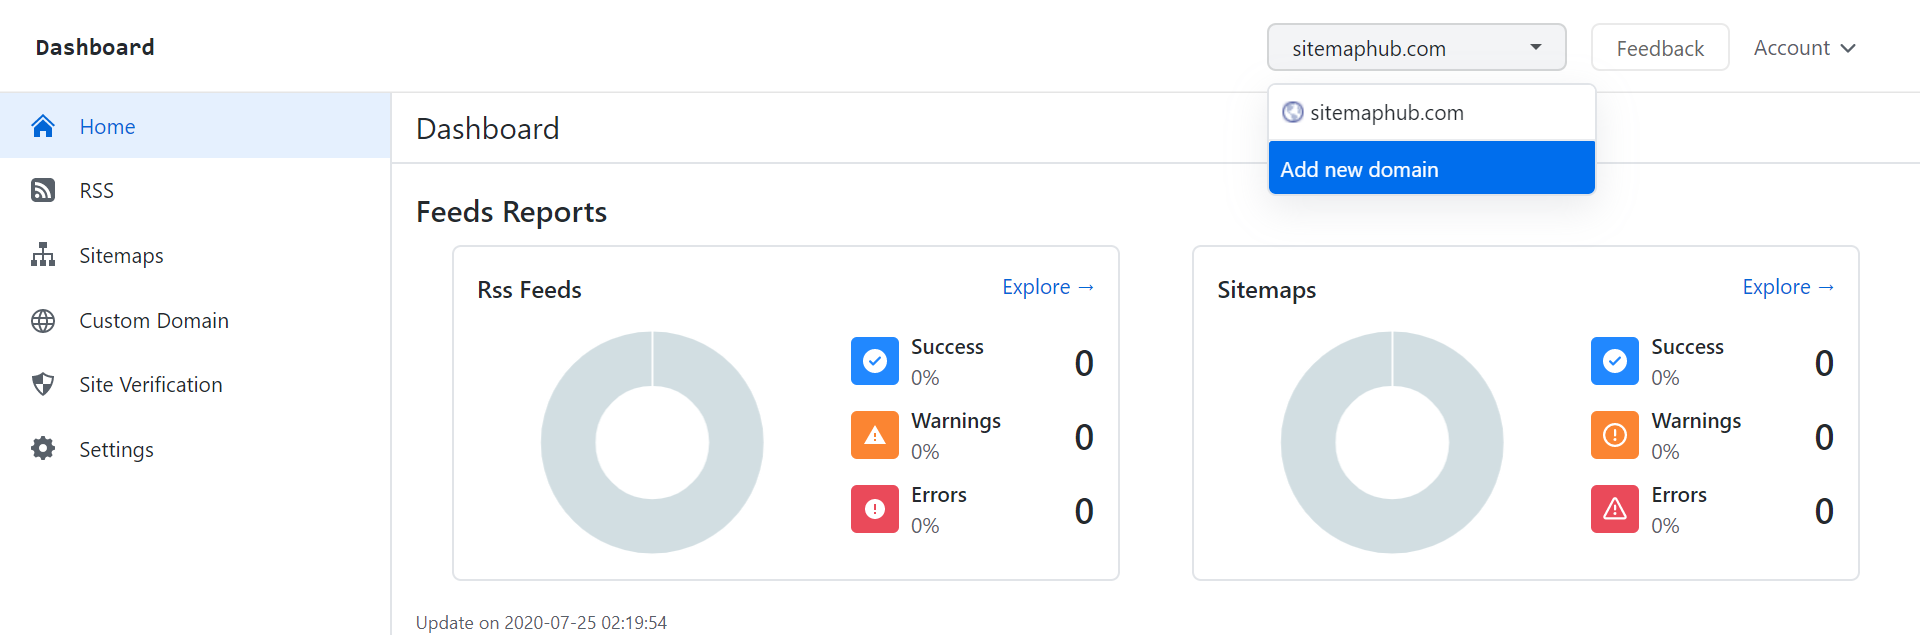 Dashboard
sitemaphub.com
Feedback
Account
sitemaphub.com
Add new domain
Home
RSS
Sitemaps
Custom Domain
Site Verification
Settings
Dashboard
Feeds Reports
Rss Feeds
Explore →
Success
0%
0
Warnings
0%
0
Errors
0%
0
Sitemaps
Explore →
Success
0%
0
Warnings
0%
0
Errors
0%
0
Update on 2020-07-25 02:19:54